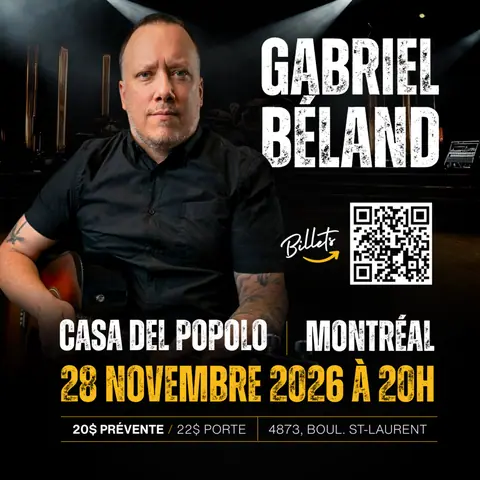 GABRIEL
BÉLAND
Billets
CASA DEL POPOLO | MONTRÉAL
28 NOVEMBRE 2026 À 20H
20$ PRÉVENTE / 22$ PORTE | 4873, BOUL. ST-LAURENT